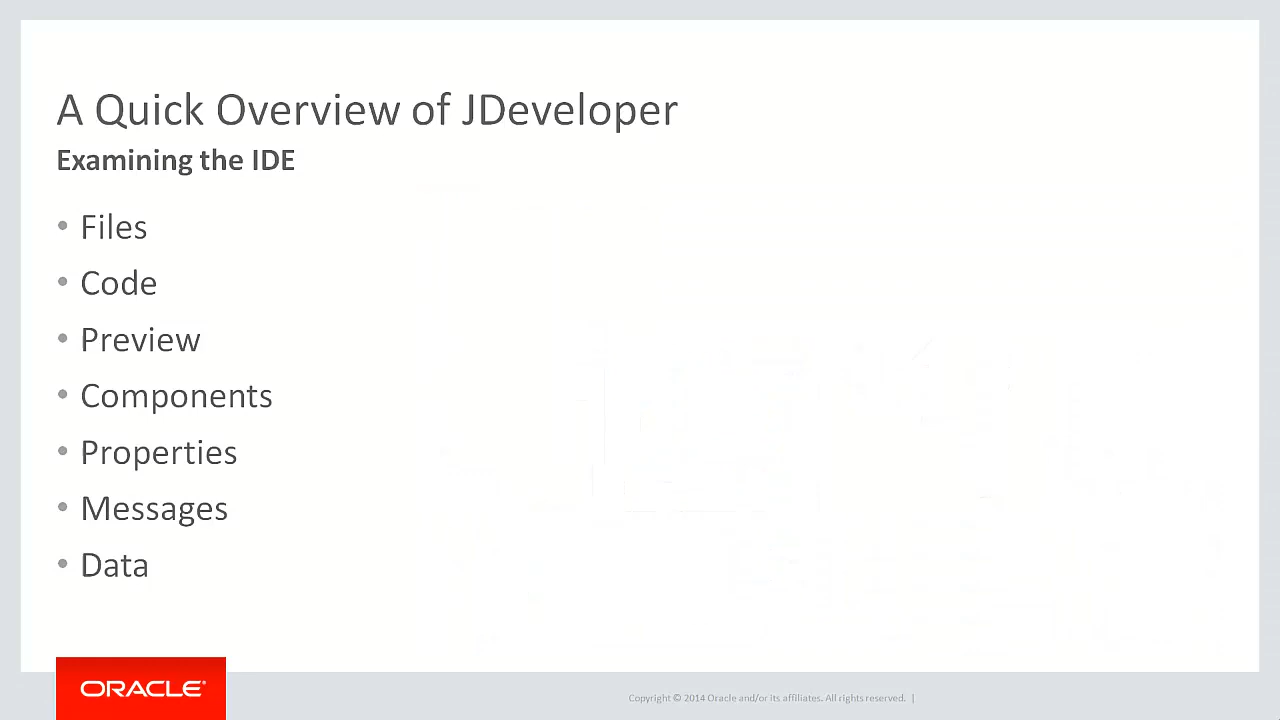 A Quick Overview of JDeveloper
Examining the IDE
• Files
• Code
• Preview
• Components
• Properties
• Messages
• Data
ORACLE®
Copyright © 2014 Oracle and/or its affiliates. All rights reserved. |